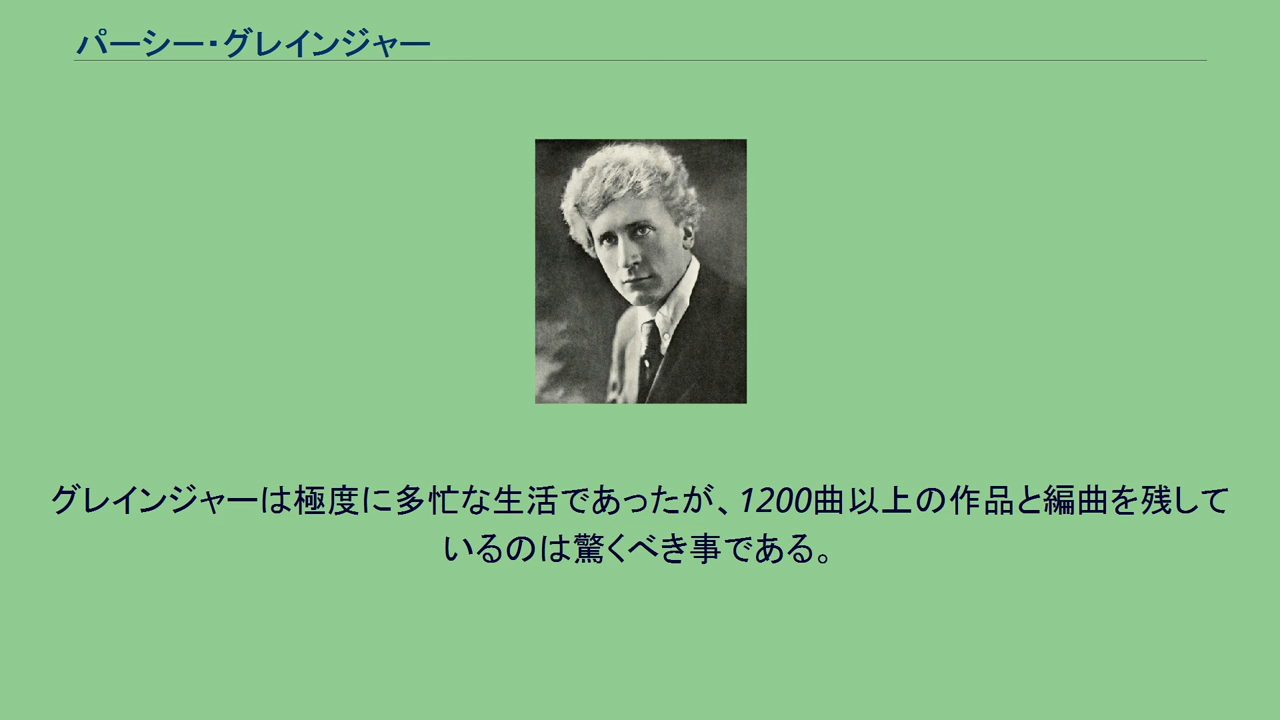 パーシー・グレインジャー
グレインジャーは極度に多忙な生活であったが、1200曲以上の作品と編曲を残して
いるのは驚くべき事である。